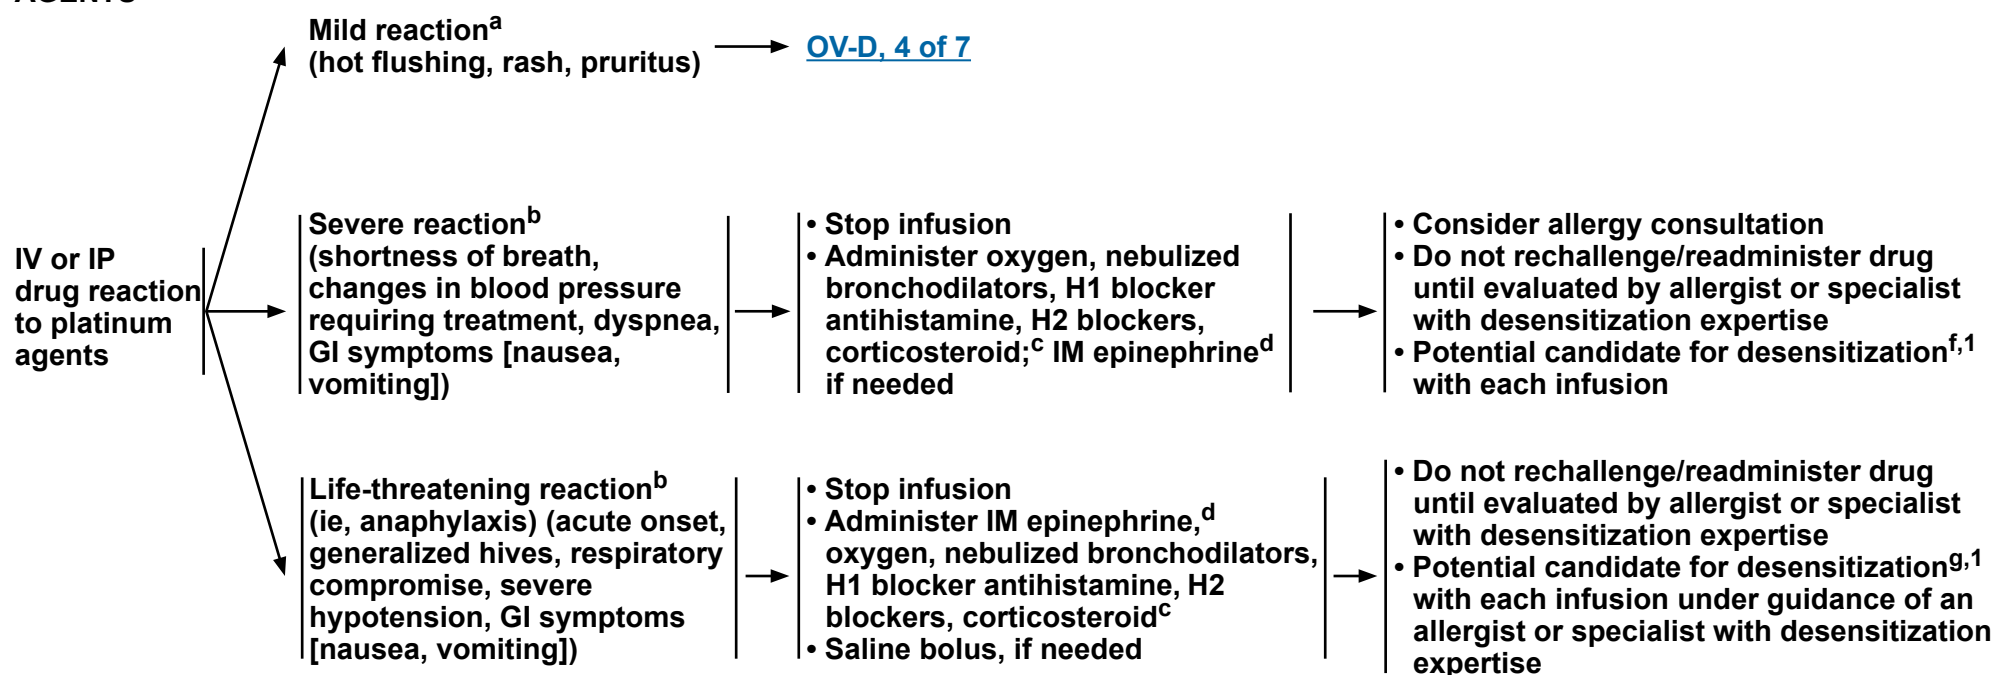 Mild reactionᵃ
(hot flushing, rash, pruritus)
OV-D, 4 of 7
IV or IP
drug reaction
to platinum
agents
Severe reactionᵇ
(shortness of breath,
changes in blood pressure
requiring treatment, dyspnea,
GI symptoms [nausea,
vomiting])
• Stop infusion
• Administer oxygen, nebulized
bronchodilators, H1 blocker
antihistamine, H2 blockers,
corticosteroid;ᶜ IM epinephrineᵈ
if needed
• Consider allergy consultation
• Do not rechallenge/readminister drug
until evaluated by allergist or specialist
with desensitization expertise
• Potential candidate for desensitizationᶠ,¹
with each infusion
Life-threatening reactionᵇ
(ie, anaphylaxis) (acute onset,
generalized hives, respiratory
compromise, severe
hypotension, GI symptoms
[nausea, vomiting])
• Stop infusion
• Administer IM epinephrine,ᵈ
oxygen, nebulized bronchodilators,
H1 blocker antihistamine, H2
blockers, corticosteroidᶜ
• Saline bolus, if needed
• Do not rechallenge/readminister drug
until evaluated by allergist or specialist
with desensitization expertise
• Potential candidate for desensitizationᵍ,¹
with each infusion under guidance of an
allergist or specialist with desensitization
expertise